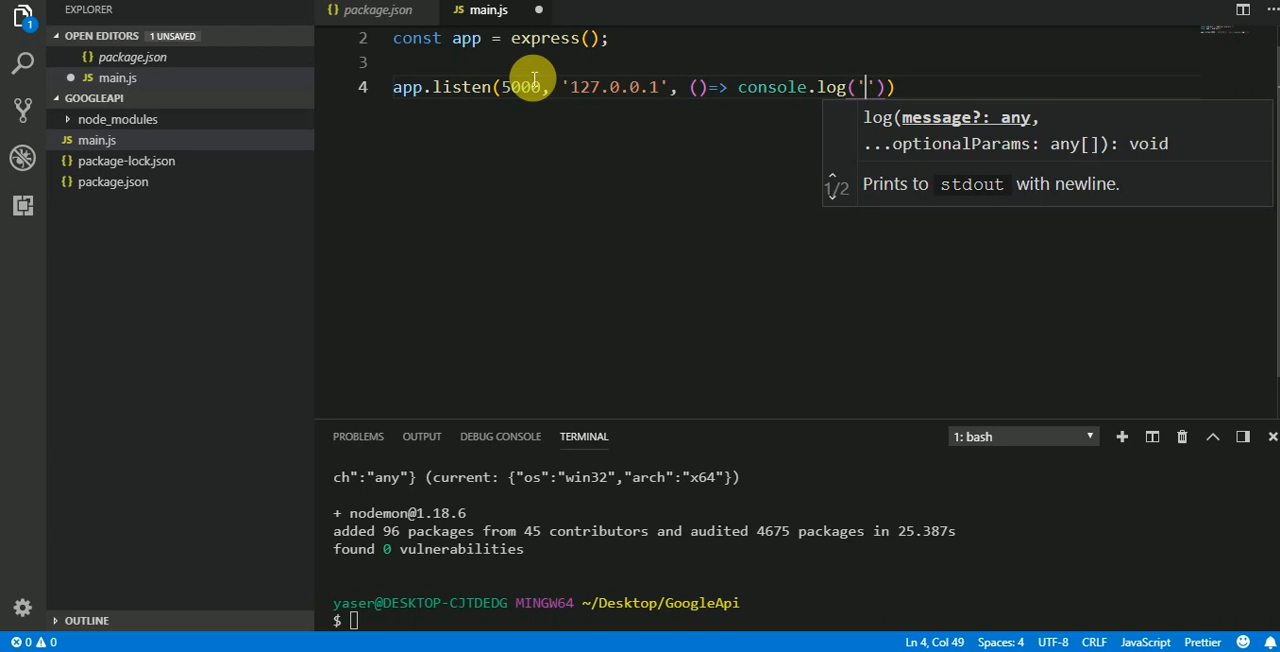 EXPLORER
{} package.json
JS main.js
OPEN EDITORS 1 UNSAVED
{} package.json
JS main.js
GOOGLEAPI
node_modules
JS main.js
{} package-lock.json
{} package.json
OUTLINE
2 const app = express();
3
4 app.listen(5000, '127.0.0.1', ()=> console.log(''))
log(message?: any,
...optionalParams: any[]): void
1/2
Prints to stdout with newline.
PROBLEMS OUTPUT DEBUG CONSOLE TERMINAL 1: bash
ch":"any"} (current: {"os":"win32","arch":"x64"})
+ nodemon@1.18.6
added 96 packages from 45 contributors and audited 4675 packages in 25.387s
found 0 vulnerabilities
yaser@DESKTOP-CJTDEDG MINGW64 ~/Desktop/GoogleApi
$
0 0 Ln 4, Col 49 Spaces: 4 UTF-8 CRLF JavaScript Prettier
1